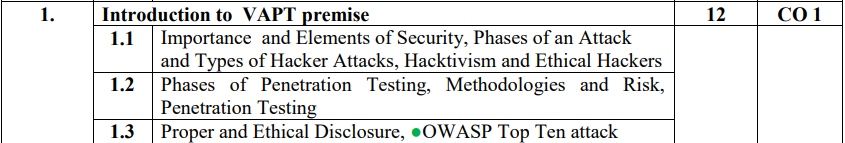 1. Introduction to VAPT premise 12 CO 1
1.1 Importance and Elements of Security, Phases of an Attack
and Types of Hacker Attacks, Hacktivism and Ethical Hackers
1.2 Phases of Penetration Testing, Methodologies and Risk,
Penetration Testing
1.3 Proper and Ethical Disclosure, ●OWASP Top Ten attack